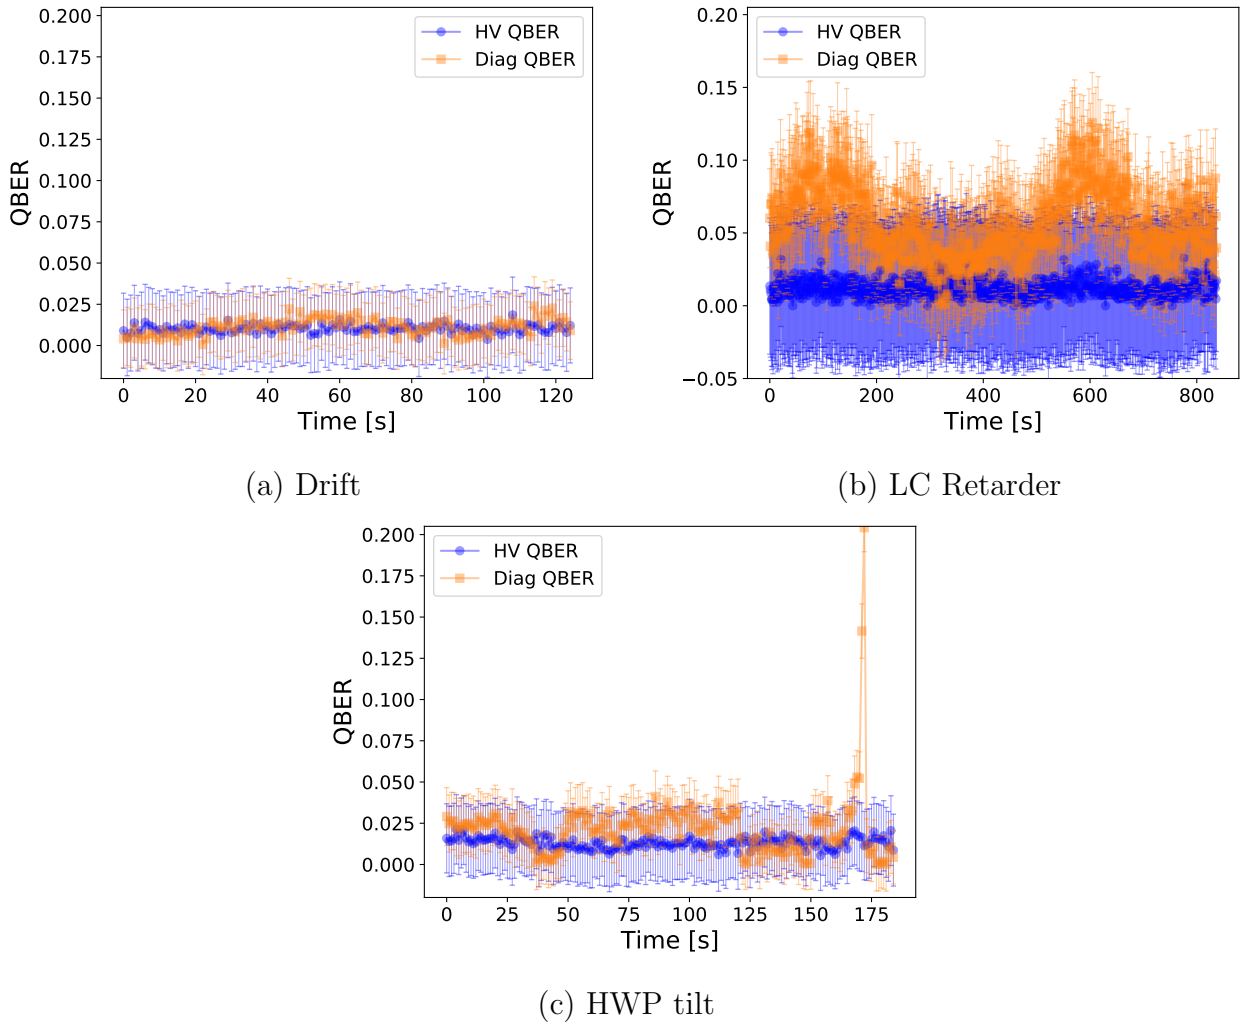 0.200
0.175
0.150
0.125
0.100
0.075
0.050
0.025
0.000
QBER
HV QBER
Diag QBER
0 20 40 60 80 100 120
Time [s]
(a) Drift
0.20
0.15
0.10
0.05
0.00
−0.05
QBER
HV QBER
Diag QBER
0 200 400 600 800
Time [s]
(b) LC Retarder
0.200
0.175
0.150
0.125
0.100
0.075
0.050
0.025
0.000
QBER
HV QBER
Diag QBER
0 25 50 75 100 125 150 175
Time [s]
(c) HWP tilt